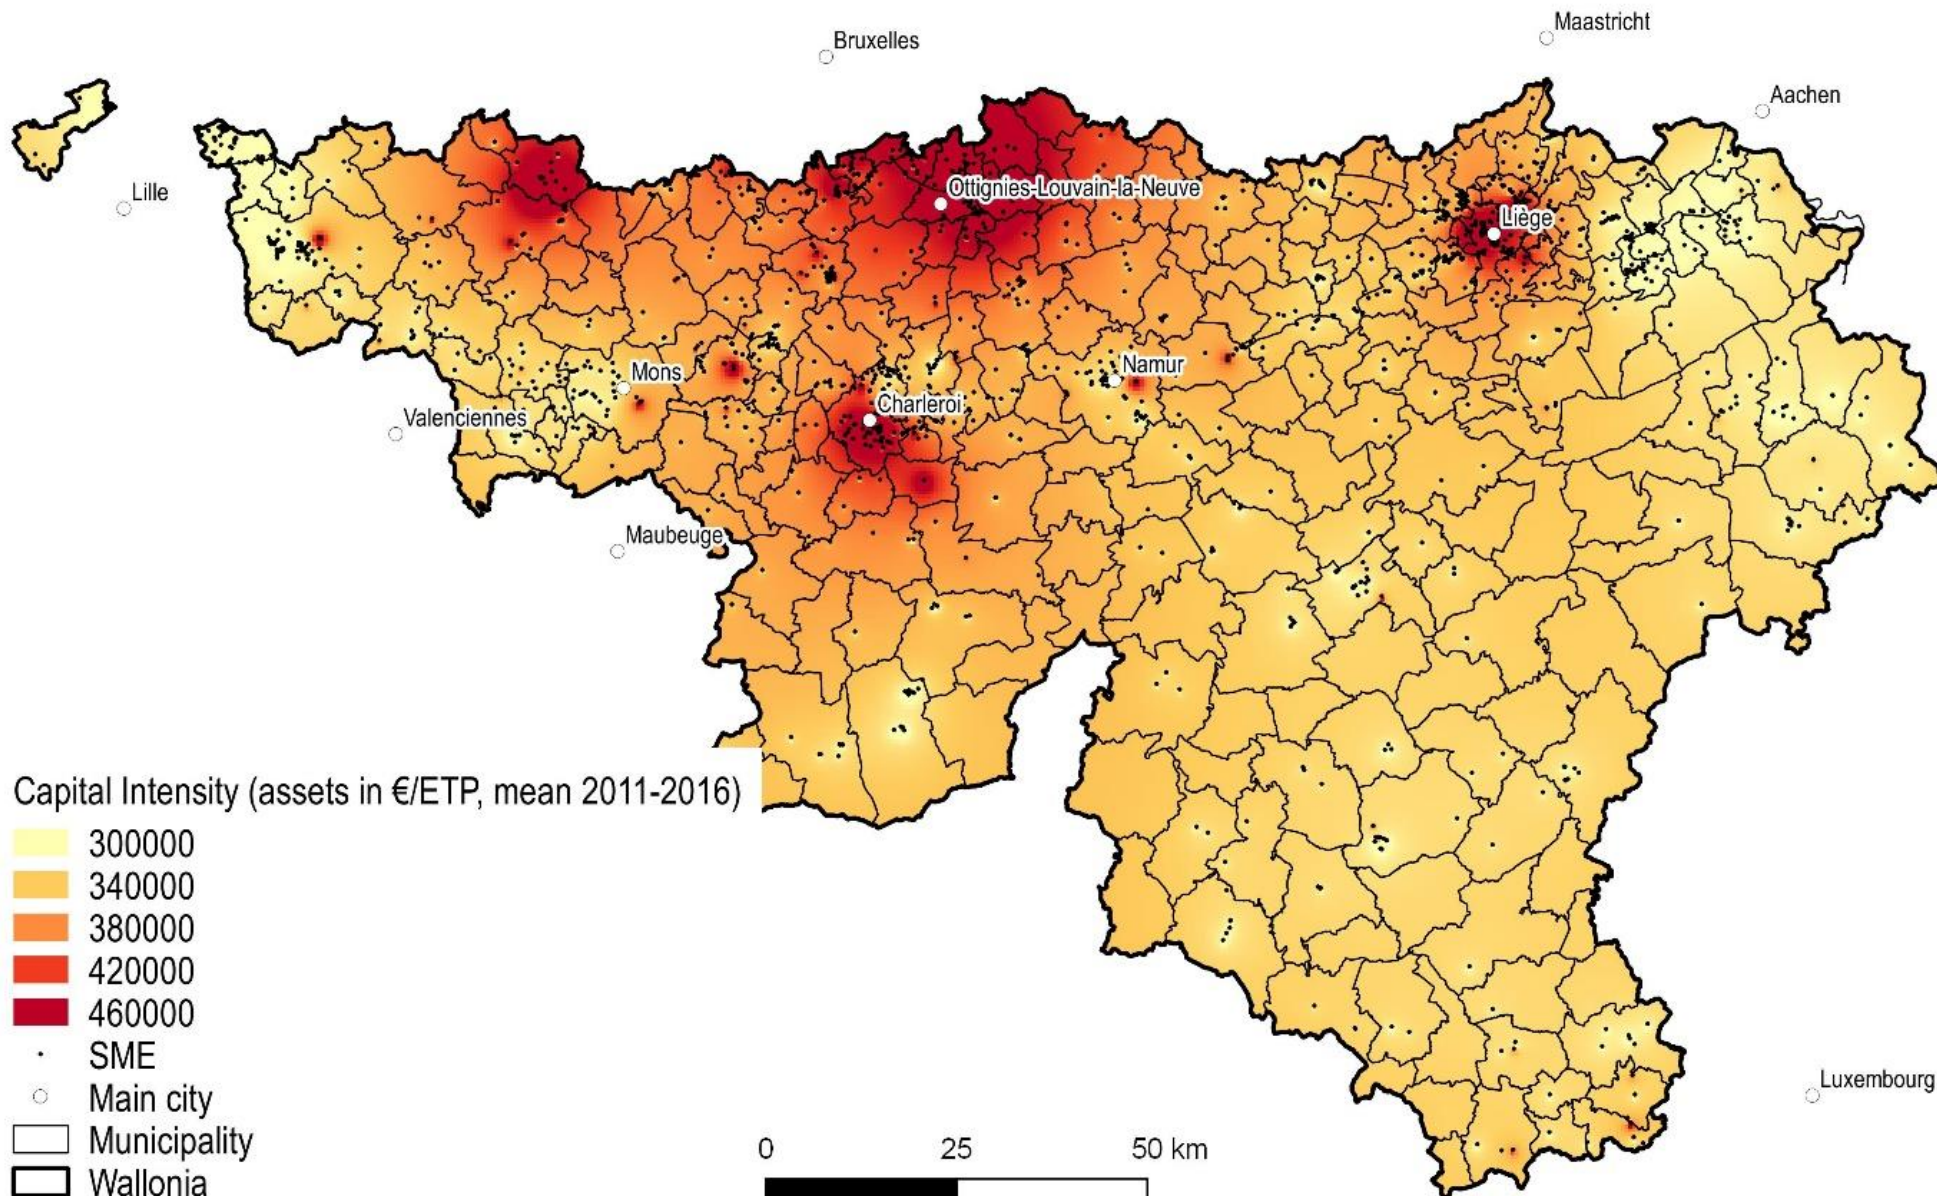 Maastricht
Bruxelles
Aachen
Lille
Ottignies-Louvain-la-Neuve
Liège
Namur
Mons
Charleroi
Valenciennes
Maubeuge
Capital Intensity (assets in €/ETP, mean 2011-2016)
300000
340000
380000
420000
460000
SME
Main city
Municipality
Wallonia
Luxembourg
0 25 50 km